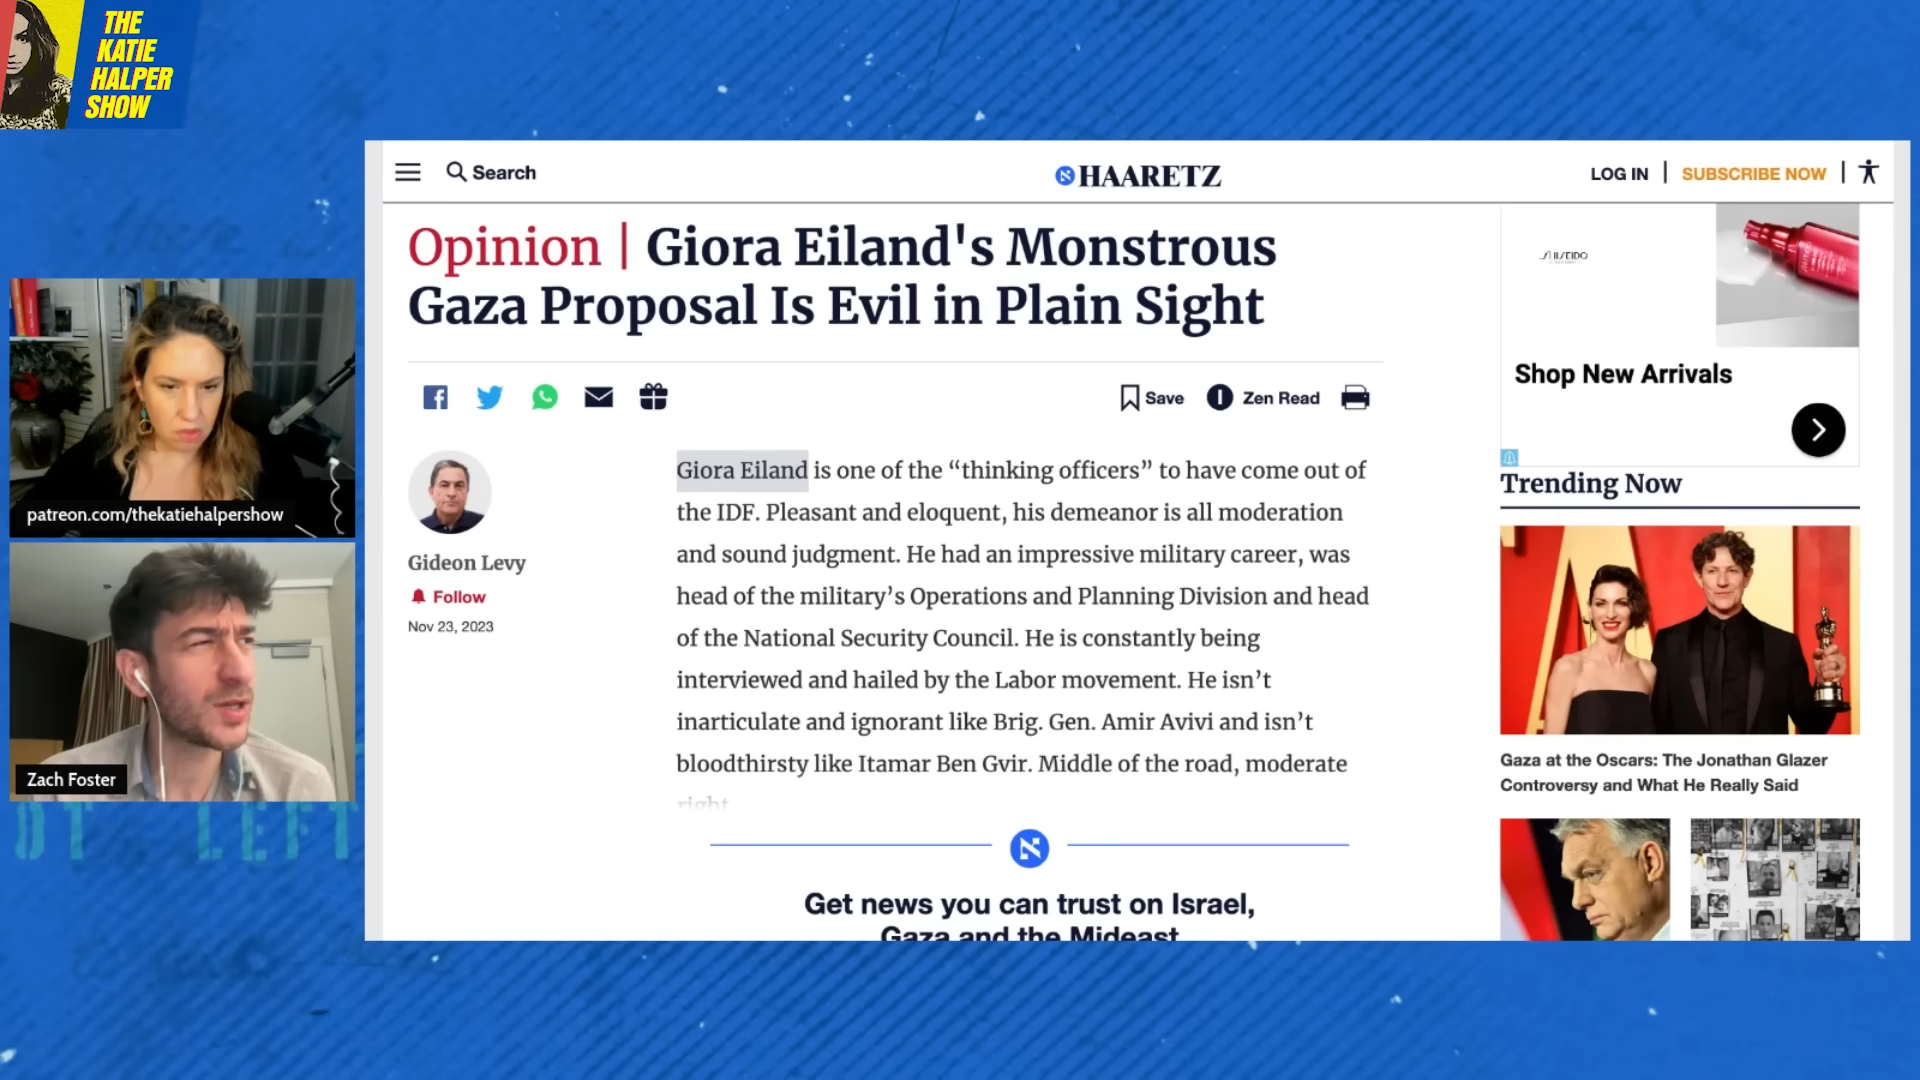 THE
KATIE
HALPER
SHOW
Search
HAARETZ
LOG IN | SUBSCRIBE NOW |
Opinion | Giora Eiland's Monstrous
Gaza Proposal Is Evil in Plain Sight
Save
Zen Read
Gideon Levy
Follow
Nov 23, 2023
Giora Eiland is one of the “thinking officers” to have come out of
the IDF. Pleasant and eloquent, his demeanor is all moderation
and sound judgment. He had an impressive military career, was
head of the military’s Operations and Planning Division and head
of the National Security Council. He is constantly being
interviewed and hailed by the Labor movement. He isn’t
inarticulate and ignorant like Brig. Gen. Amir Avivi and isn’t
bloodthirsty like Itamar Ben Gvir. Middle of the road, moderate
right
Get news you can trust on Israel,
Gaza and the Mideast
SHISEIDO
Shop New Arrivals
Trending Now
Gaza at the Oscars: The Jonathan Glazer
Controversy and What He Really Said
patreon.com/thekatiehalpershow
Zach Foster
LEFT